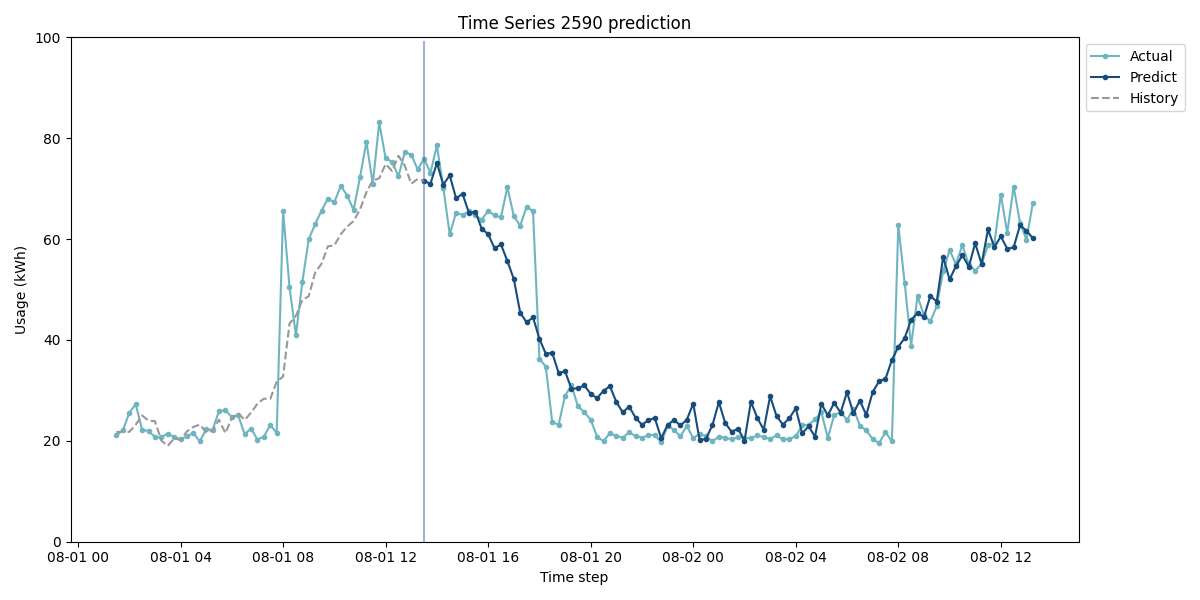 Time Series 2590 prediction
Usage (kWh)
100
80
60
40
20
0
08-01 00
08-01 04
08-01 08
08-01 12
08-01 16
08-01 20
08-02 00
08-02 04
08-02 08
08-02 12
Time step
Actual
Predict
History